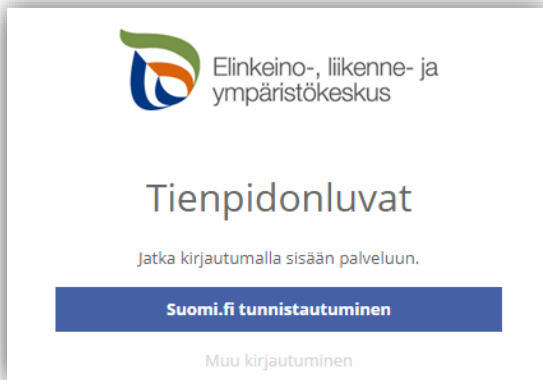 Elinkeino-, liikenne- ja
ympäristökeskus
Tienpidonluvat
Jatka kirjautumalla sisään palveluun.
Suomi.fi tunnistautuminen
Muu kirjautuminen